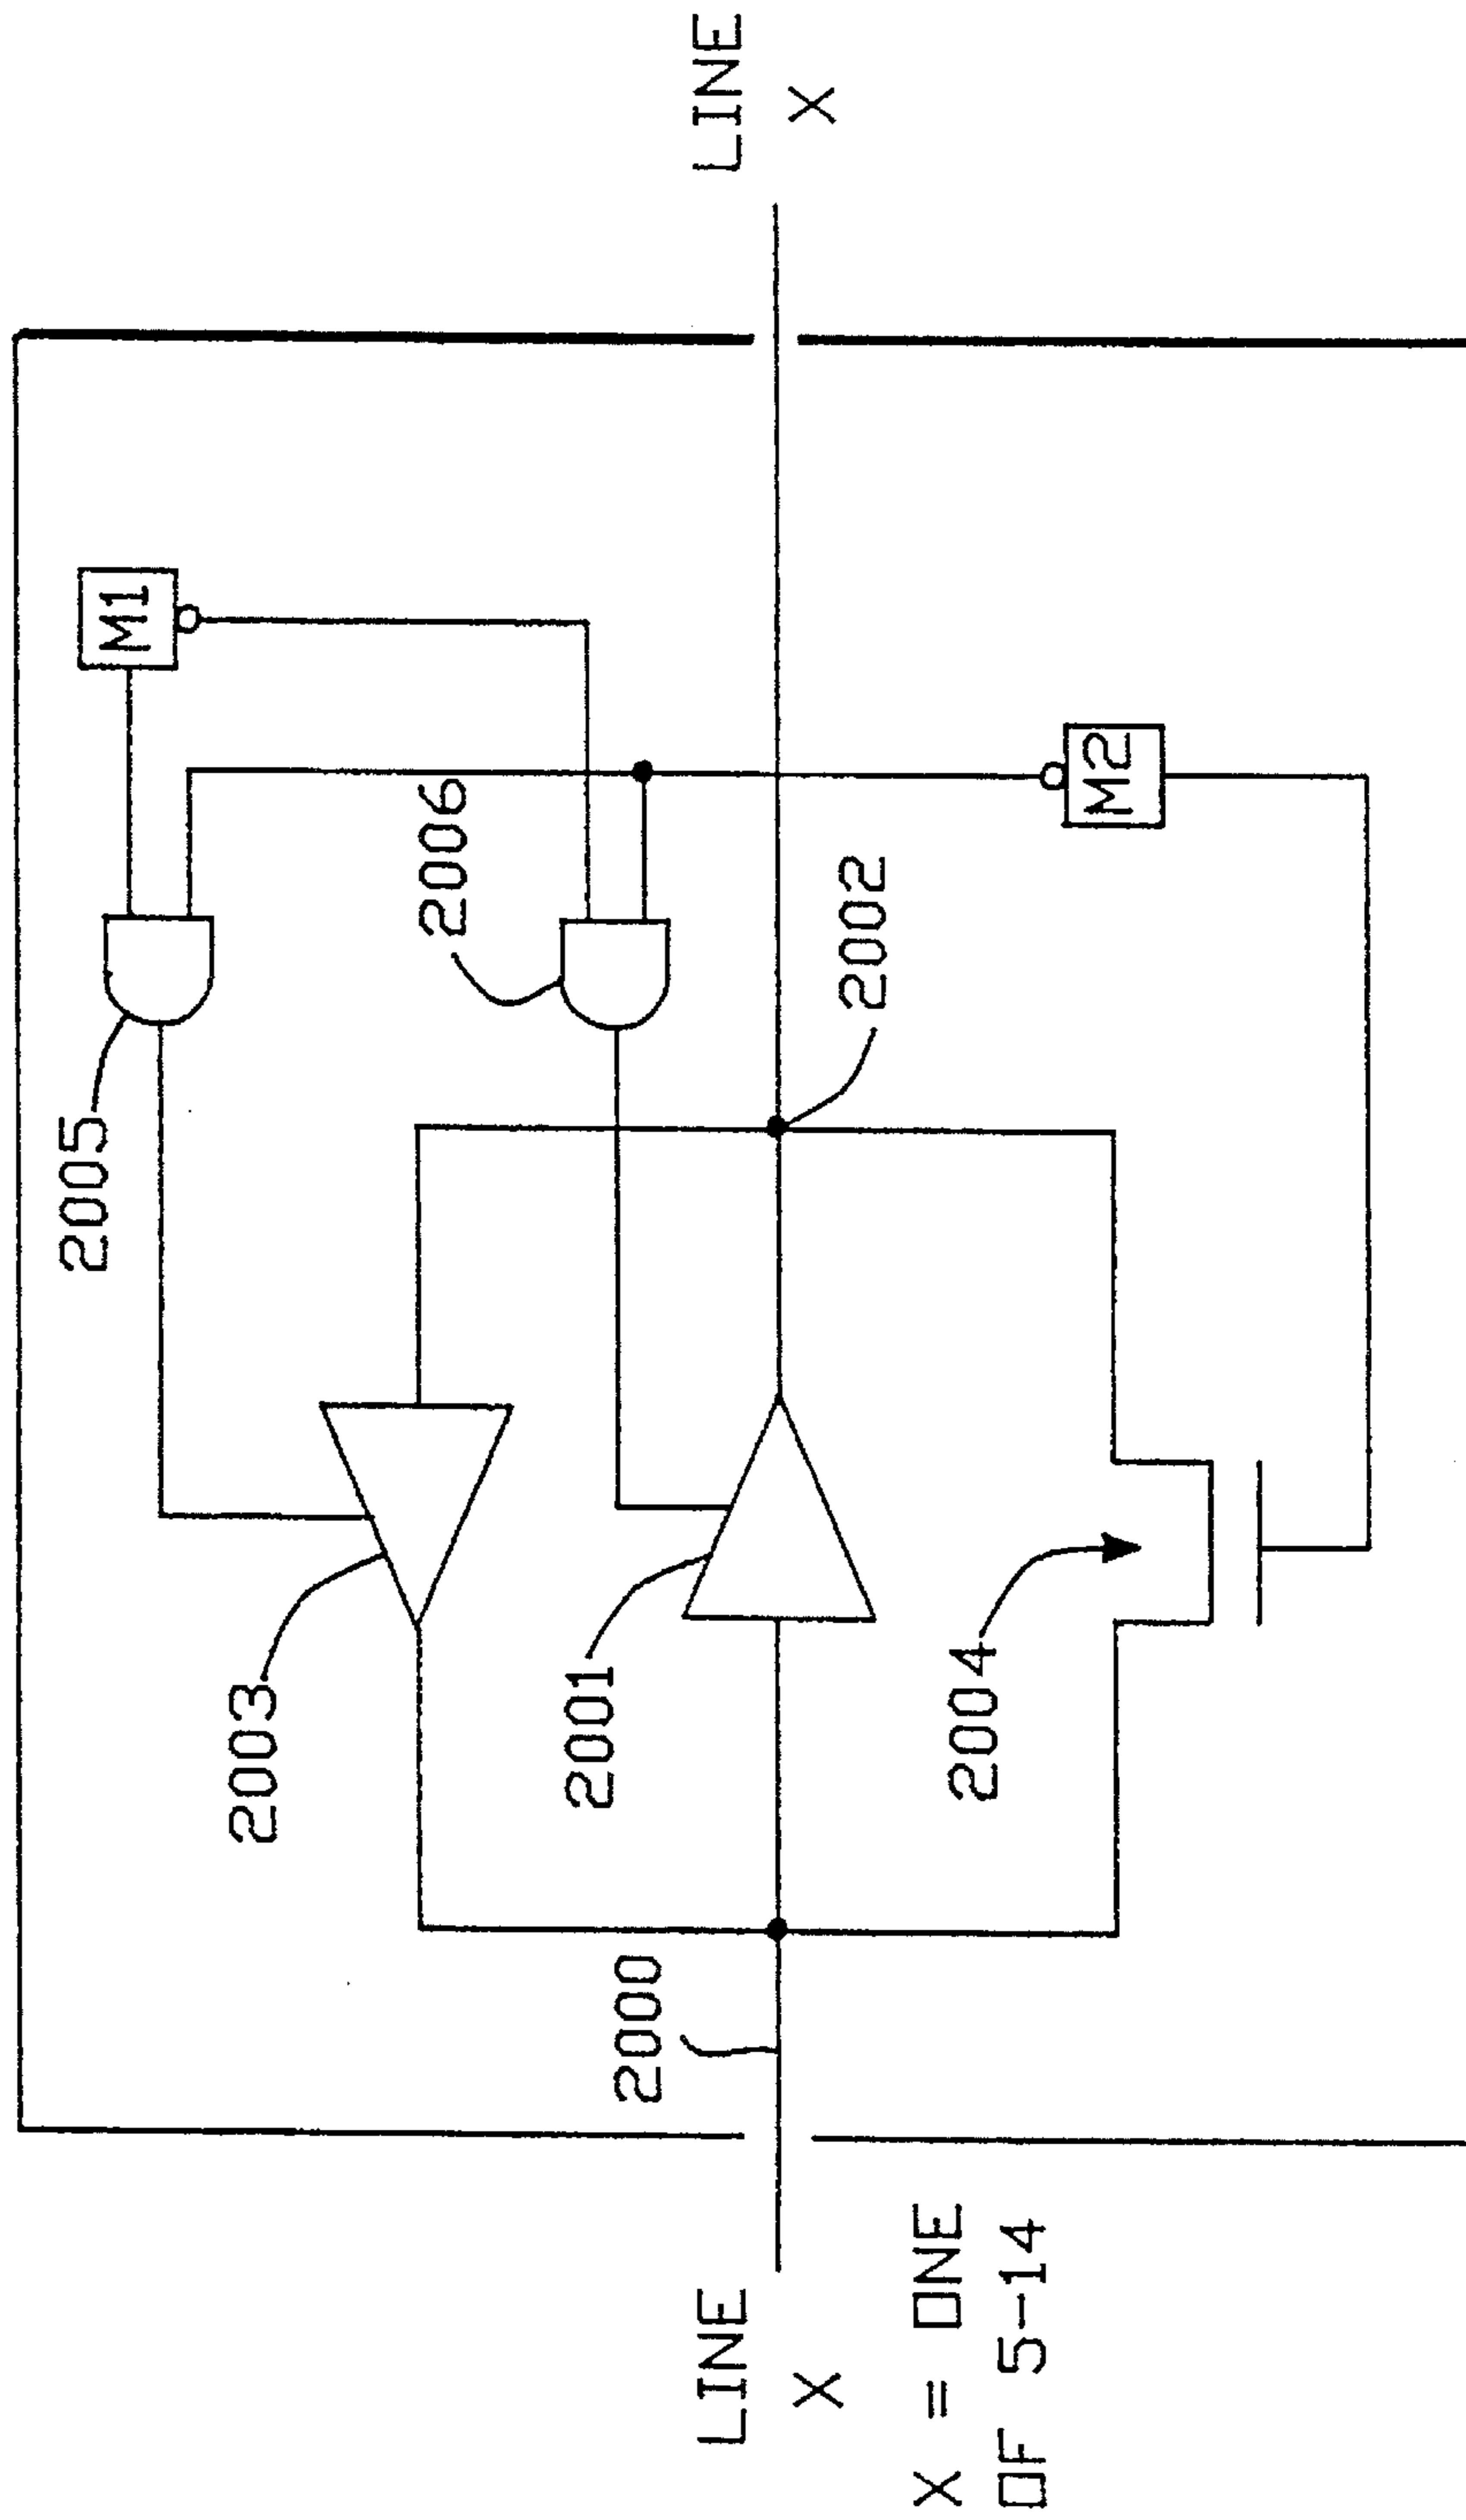 2005
M1
2003
2006
2001
2000
LINE
X
LINE
X
2002
X = ONE
OF 5-14
2004
M2